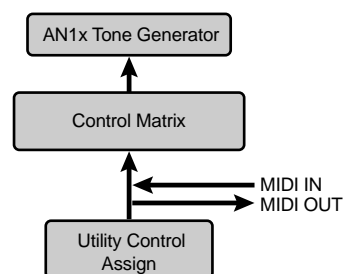 AN1x Tone Generator
Control Matrix
MIDI IN
MIDI OUT
Utility Control
Assign